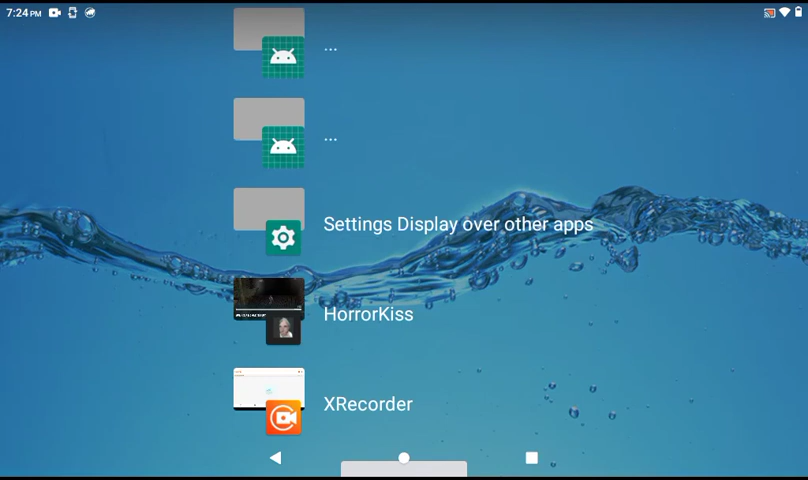 7:24 PM
...
...
Settings Display over other apps
HorrorKiss
XRecorder